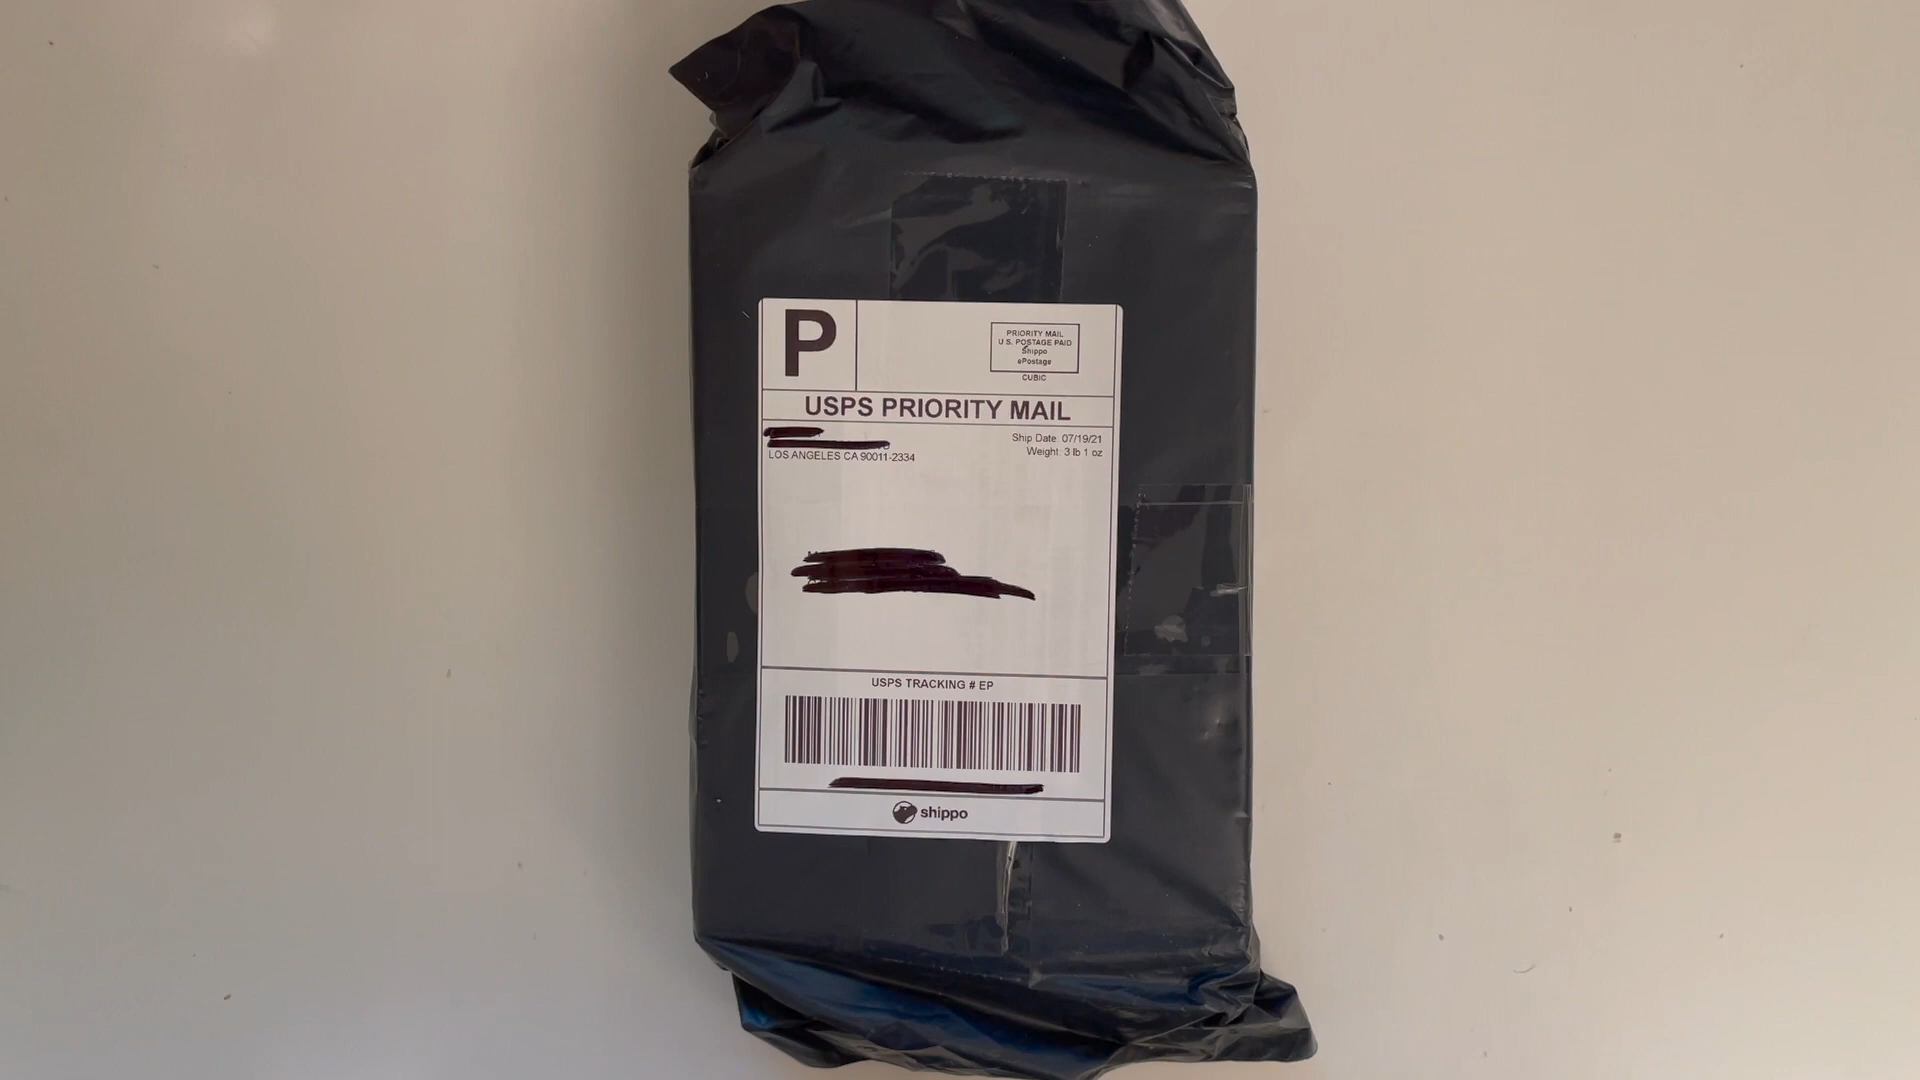 P
PRIORITY MAIL
U.S. POSTAGE PAID
Shippo
ePostage
CUBIC
USPS PRIORITY MAIL
Ship Date: 07/19/21
Weight: 3 lb 1 oz
LOS ANGELES CA 90011-2334
USPS TRACKING # EP
shippo